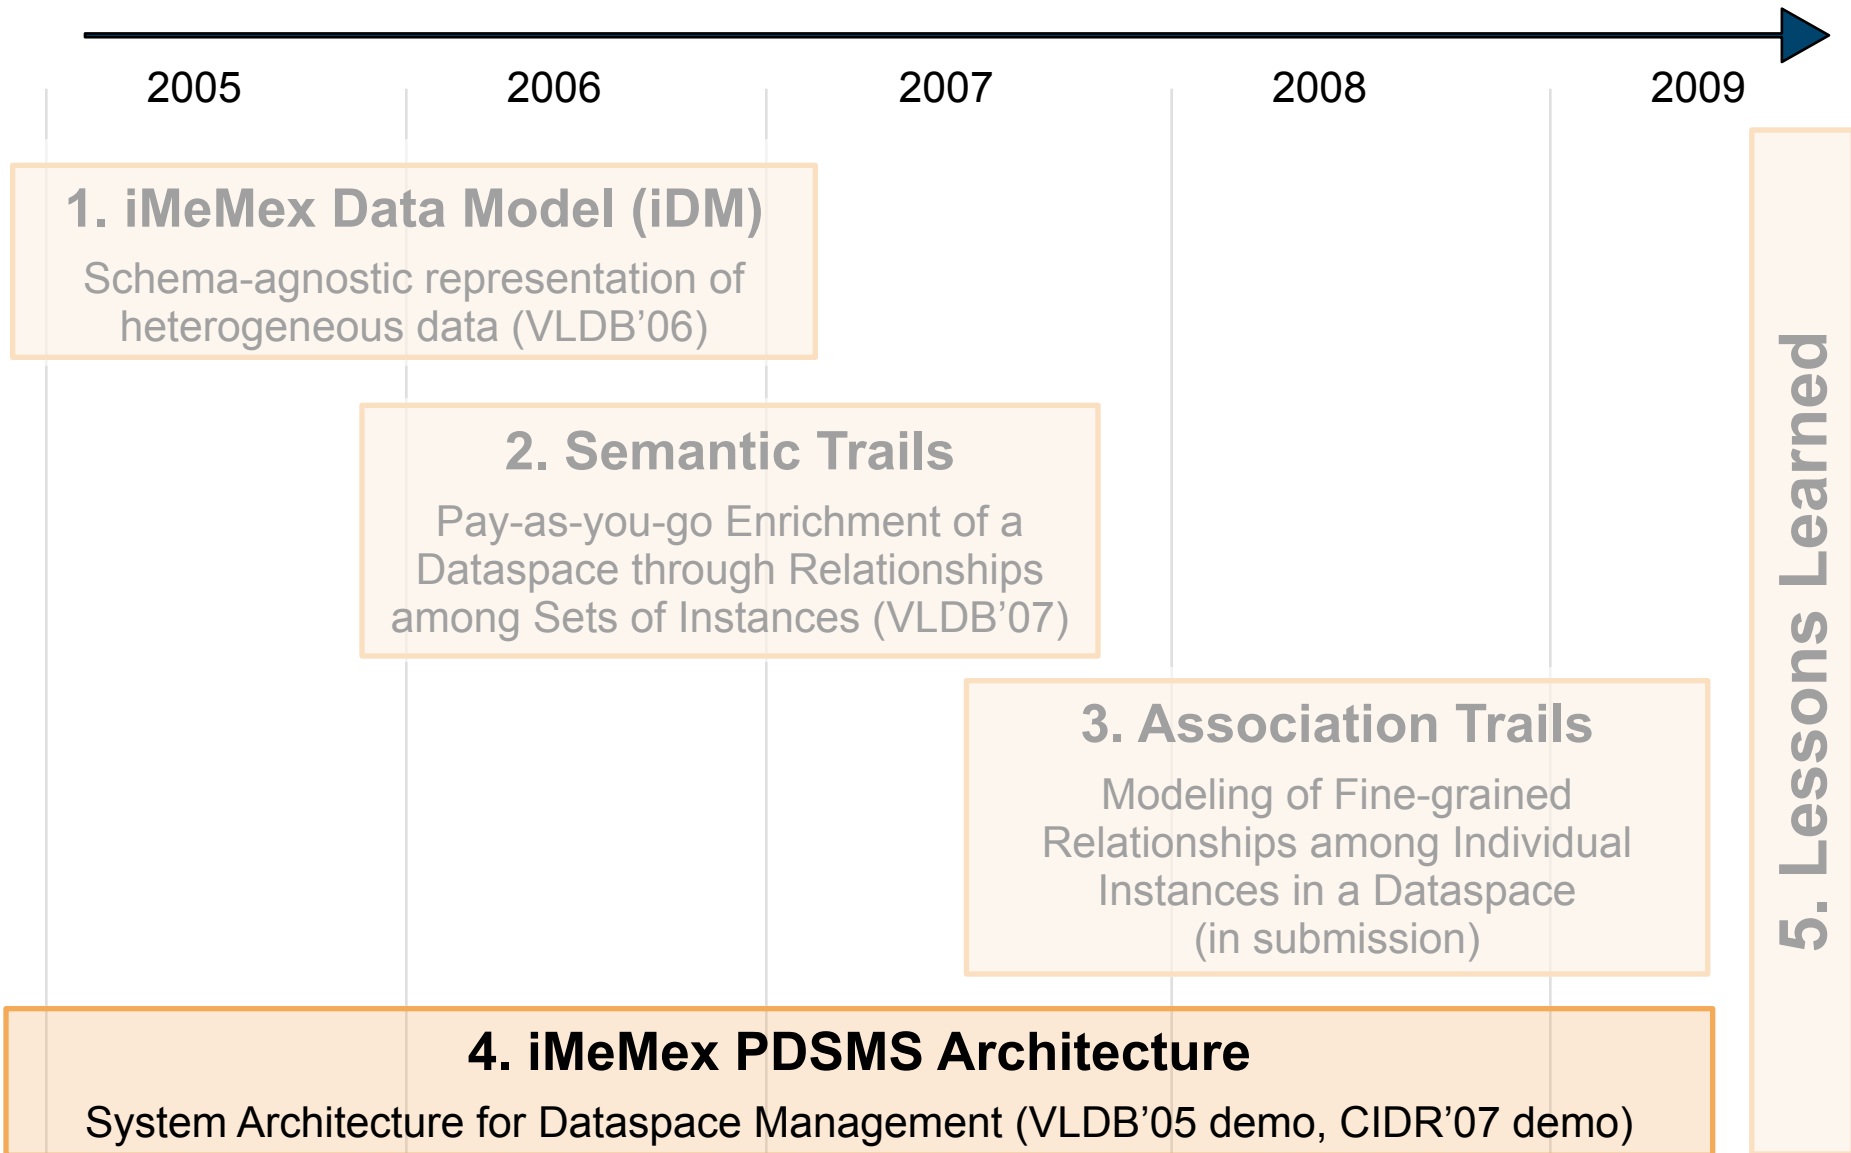 2005 2006 2007 2008 2009
1. iMeMex Data Model (iDM)
Schema-agnostic representation of
heterogeneous data (VLDB’06)
2. Semantic Trails
Pay-as-you-go Enrichment of a
Dataspace through Relationships
among Sets of Instances (VLDB’07)
3. Association Trails
Modeling of Fine-grained
Relationships among Individual
Instances in a Dataspace
(in submission)
4. iMeMex PDSMS Architecture
System Architecture for Dataspace Management (VLDB’05 demo, CIDR’07 demo)
5. Lessons Learned